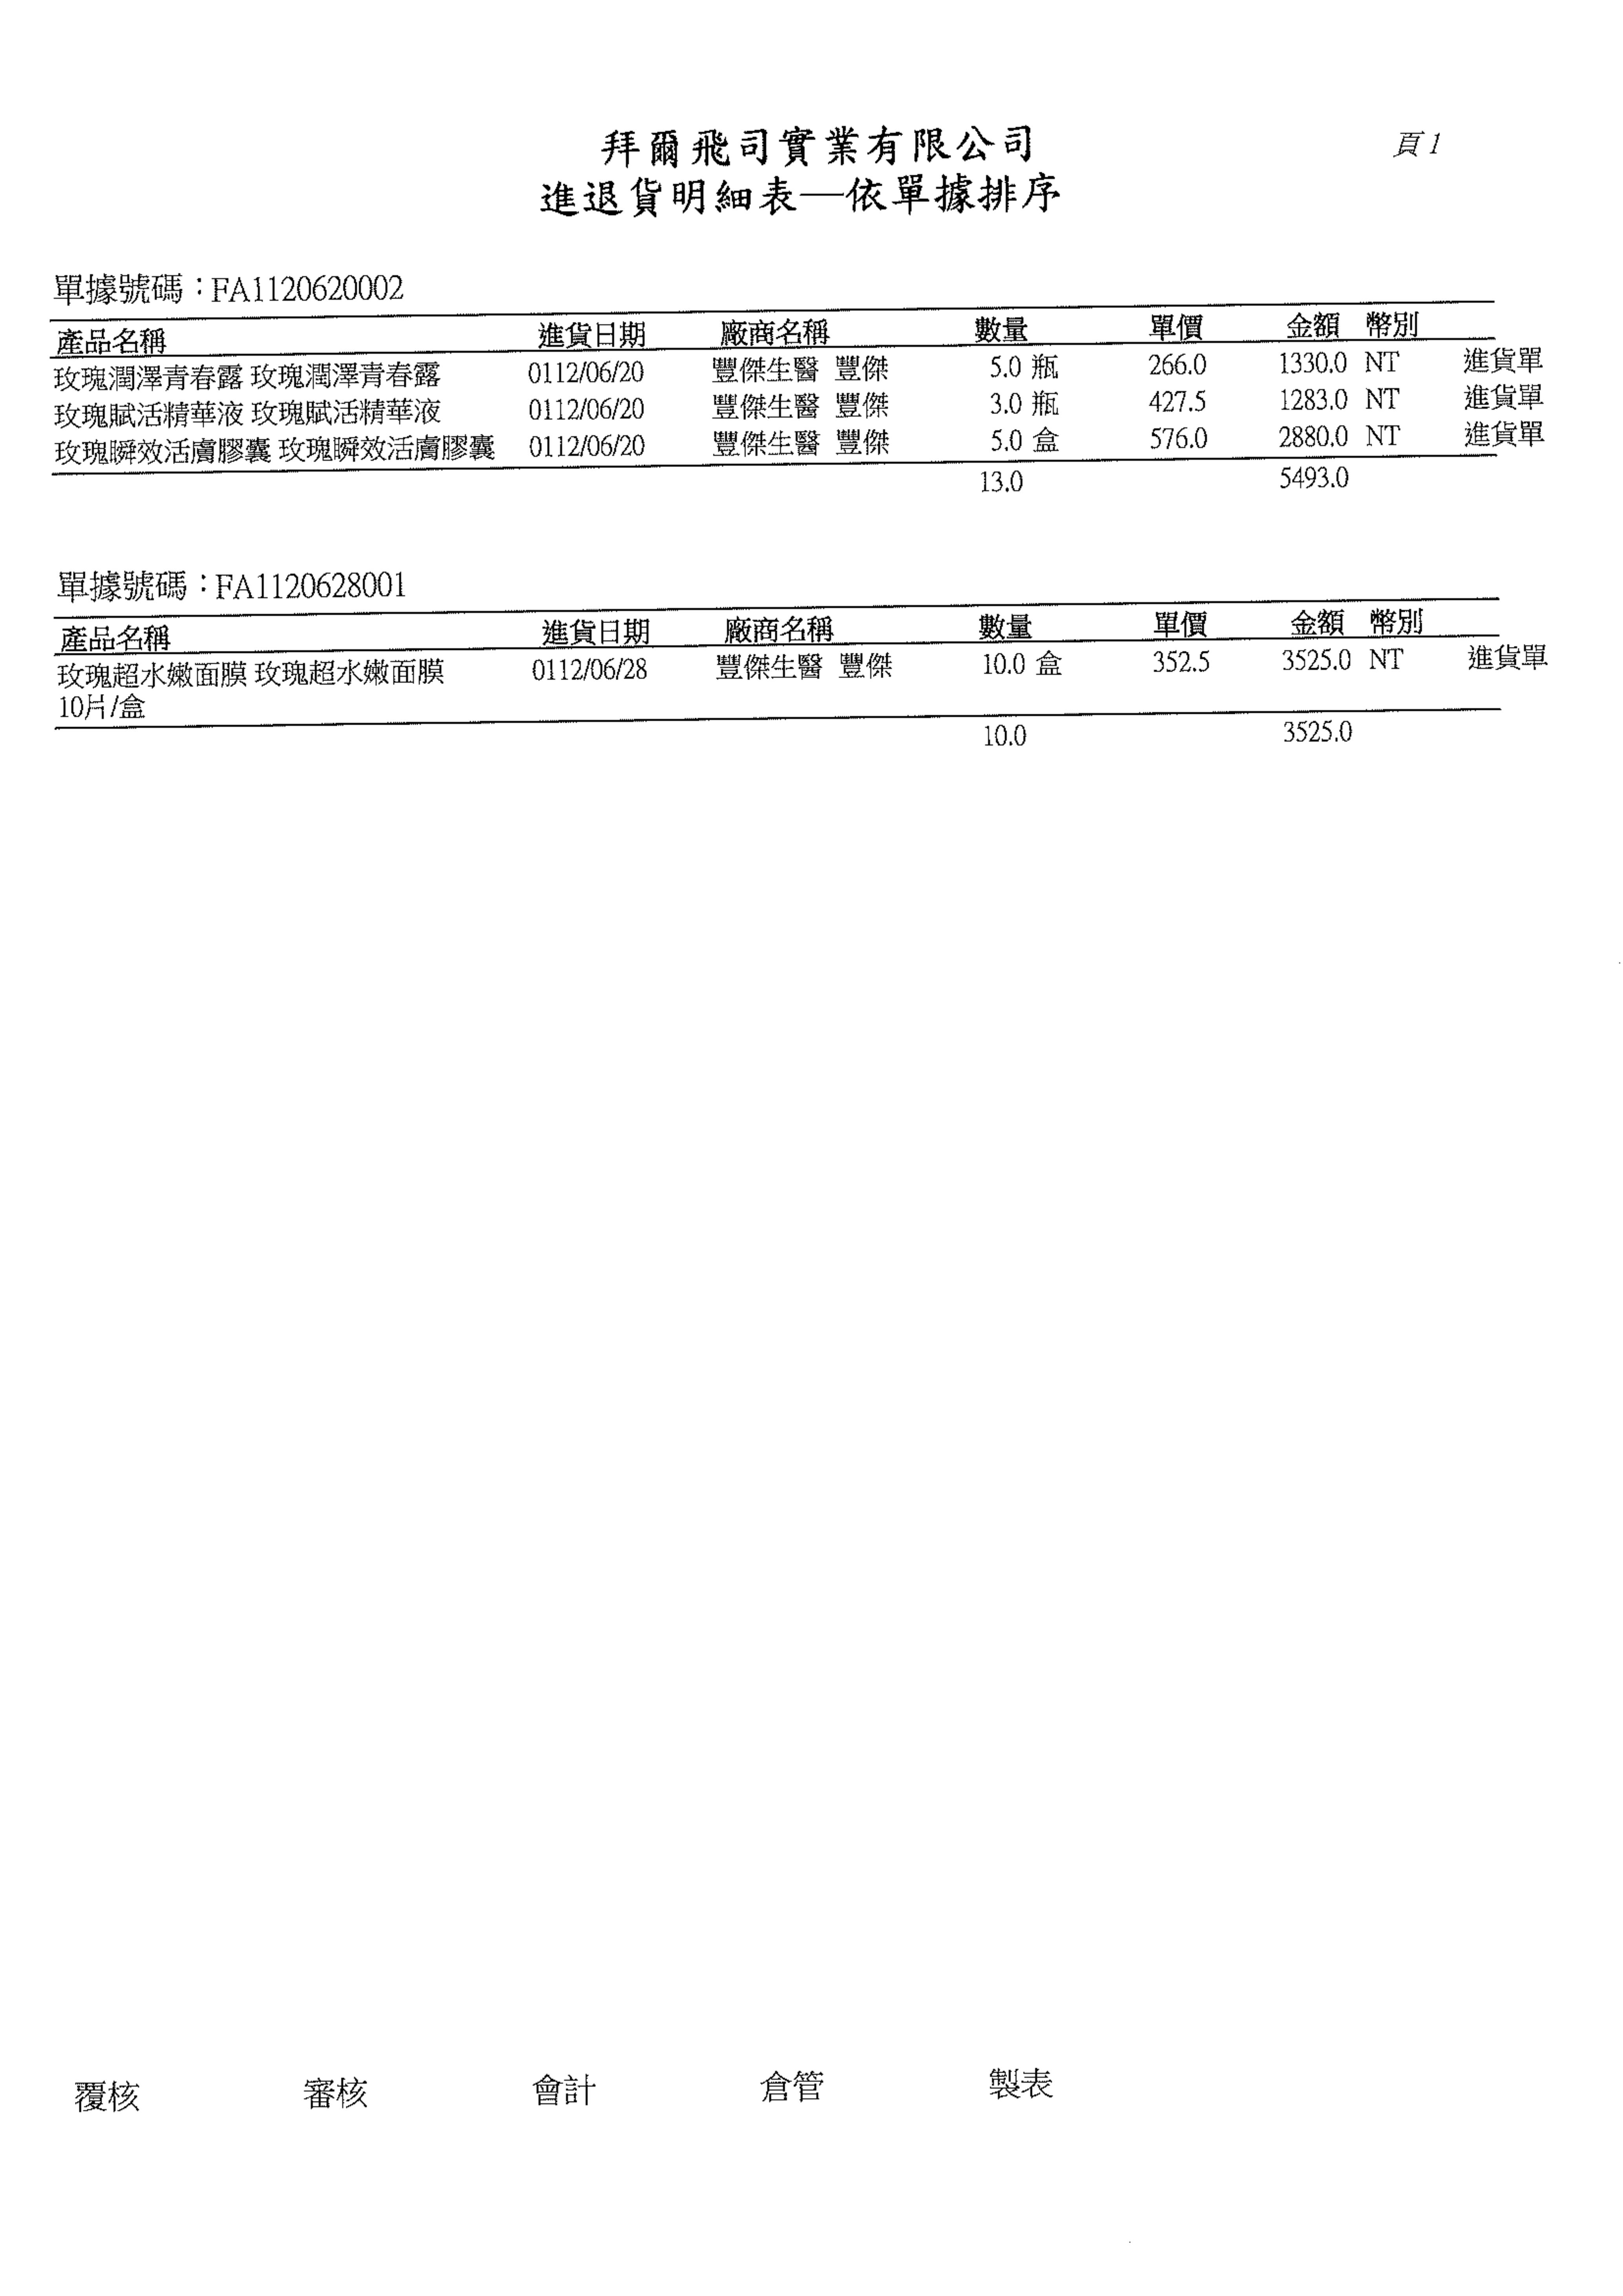 拜爾飛司實業有限公司
頁1
進退貨明細表—依單據排序
單據號碼：FA1120620002
產品名稱 進貨日期 廠商名稱 數量 單價 金額 幣別
玫瑰潤澤青春露 玫瑰潤澤青春露 0112/06/20 豐傑生醫 豐傑 5.0 瓶 266.0 1330.0 NT 進貨單
玫瑰賦活精華液 玫瑰賦活精華液 0112/06/20 豐傑生醫 豐傑 3.0 瓶 427.5 1283.0 NT 進貨單
玫瑰瞬效活膚膠囊 玫瑰瞬效活膚膠囊 0112/06/20 豐傑生醫 豐傑 5.0 盒 576.0 2880.0 NT 進貨單
13.0 5493.0
單據號碼：FA1120628001
產品名稱 進貨日期 廠商名稱 數量 單價 金額 幣別
玫瑰超水嫩面膜 玫瑰超水嫩面膜 0112/06/28 豐傑生醫 豐傑 10.0 盒 352.5 3525.0 NT 進貨單
10片/盒
10.0 3525.0
覆核 審核 會計 倉管 製表